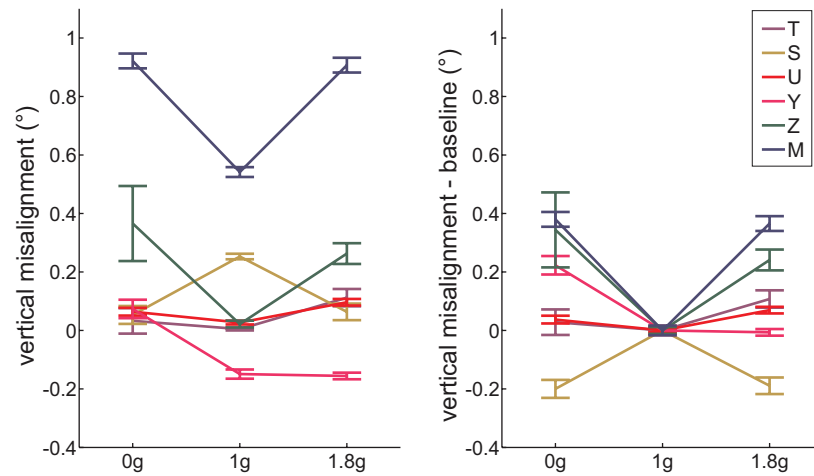 vertical misalignment (°)
1
0.8
0.6
0.4
0.2
0
-0.2
-0.4
0g
1g
1.8g
vertical misalignment - baseline (°)
1
0.8
0.6
0.4
0.2
0
-0.2
-0.4
0g
1g
1.8g
T
S
U
Y
Z
M